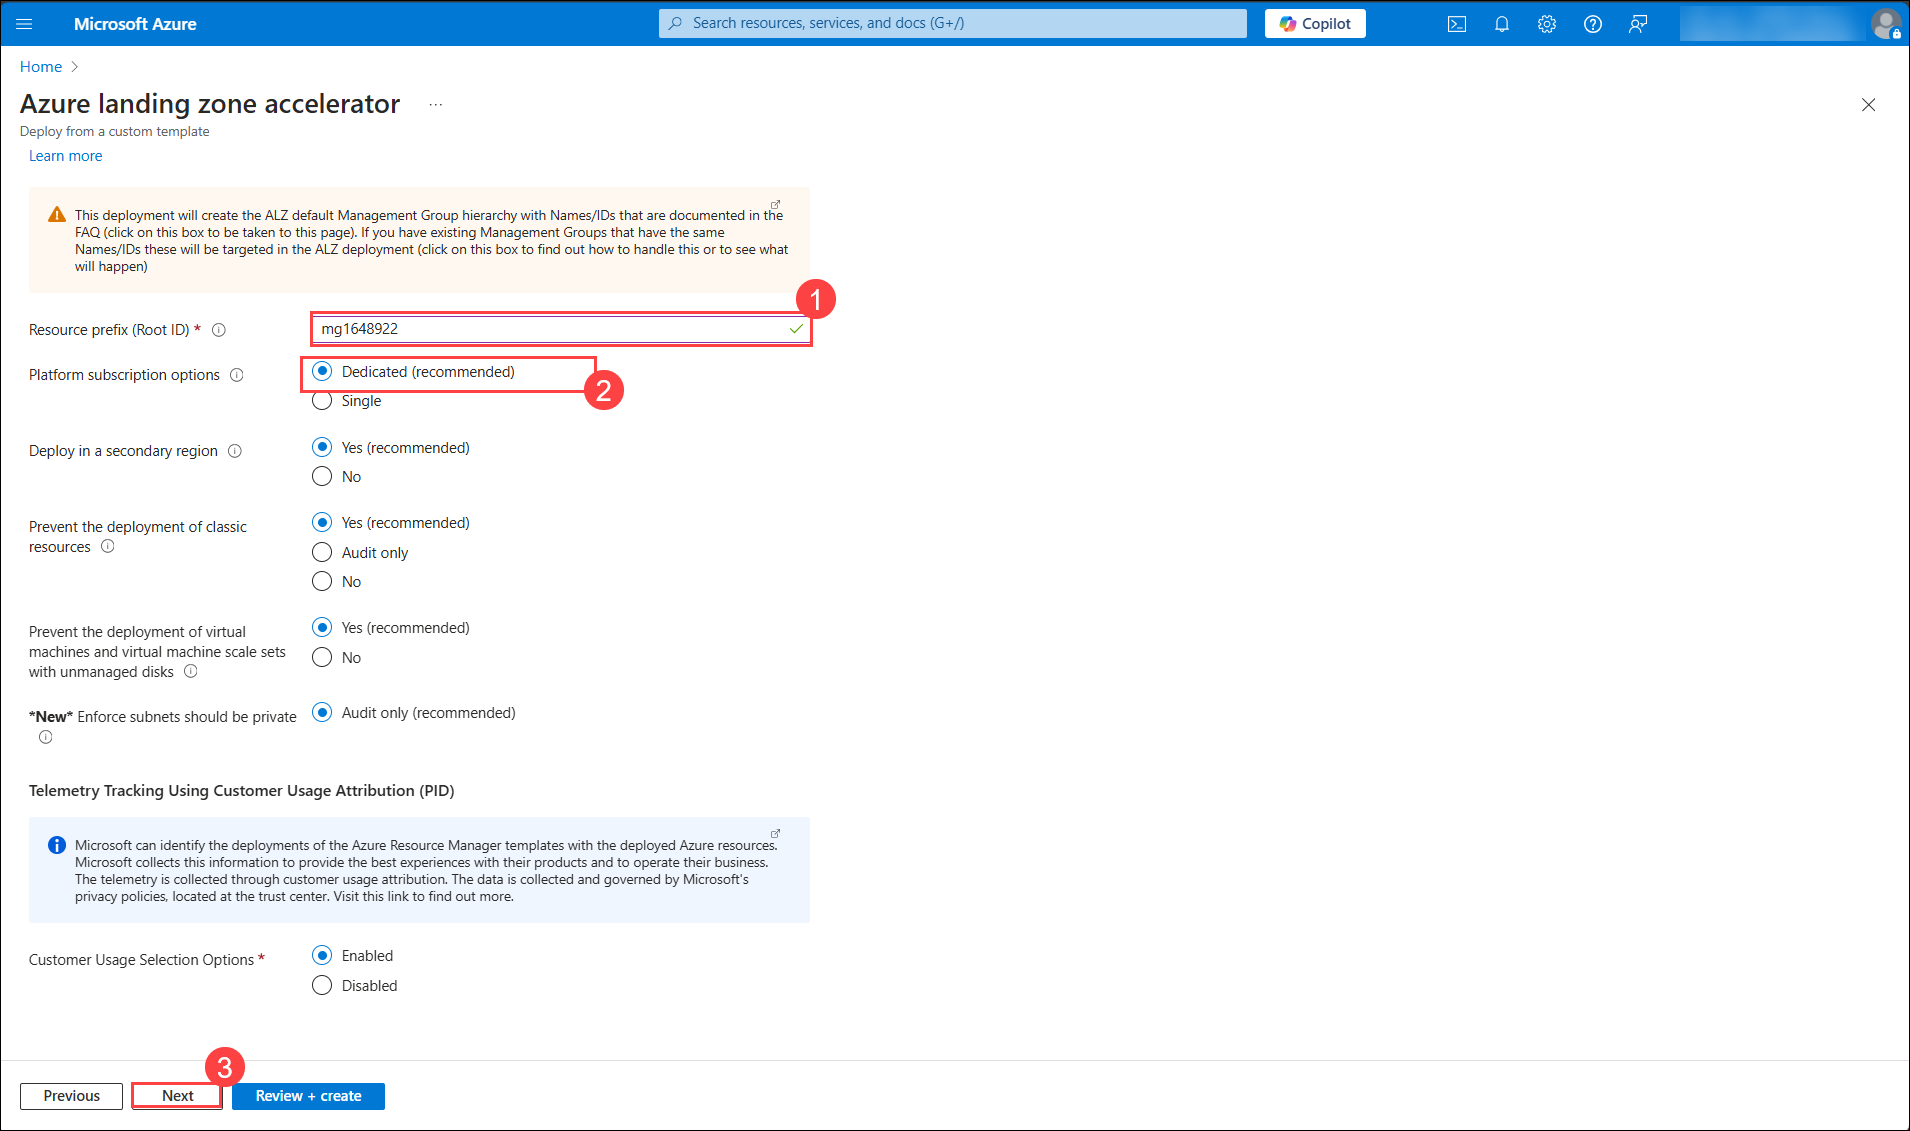 Microsoft Azure
Search resources, services, and docs (G+/)
Copilot
Home
Azure landing zone accelerator
...
Deploy from a custom template
Learn more
This deployment will create the ALZ default Management Group hierarchy with Names/IDs that are documented in the
FAQ (click on this box to be taken to this page). If you have existing Management Groups that have the same
Names/IDs these will be targeted in the ALZ deployment (click on this box to find out how to handle this or to see what
will happen)
1
Resource prefix (Root ID) *
mg1648922
Platform subscription options
Dedicated (recommended)
2
Single
Deploy in a secondary region
Yes (recommended)
No
Prevent the deployment of classic
resources
Yes (recommended)
Audit only
No
Prevent the deployment of virtual
machines and virtual machine scale sets
with unmanaged disks
Yes (recommended)
No
*New* Enforce subnets should be private
Audit only (recommended)
Telemetry Tracking Using Customer Usage Attribution (PID)
Microsoft can identify the deployments of the Azure Resource Manager templates with the deployed Azure resources.
Microsoft collects this information to provide the best experiences with their products and to operate their business.
The telemetry is collected through customer usage attribution. The data is collected and governed by Microsoft's
privacy policies, located at the trust center. Visit this link to find out more.
Customer Usage Selection Options *
Enabled
Disabled
3
Previous
Next
Review + create